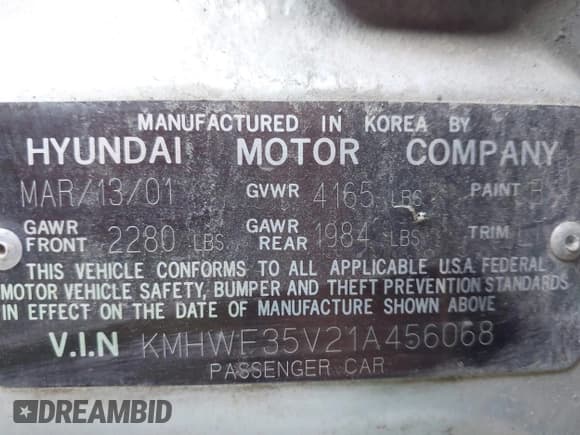 MANUFACTURED IN KOREA BY
HYUNDAI MOTOR COMPANY
MAR/13/01 GVWR 4165 LBS PAINT
GAWR FRONT 2280 LBS. GAWR REAR 1984 LBS TRIM
THIS VEHICLE CONFORMS TO ALL APPLICABLE U.S.A. FEDERAL
MOTOR VEHICLE SAFETY, BUMPER AND THEFT PREVENTION STANDARDS
IN EFFECT ON THE DATE OF MANUFACTURE SHOWN ABOVE
V.I.N KMHWF35V21A456068
PASSENGER CAR
DREAMBID